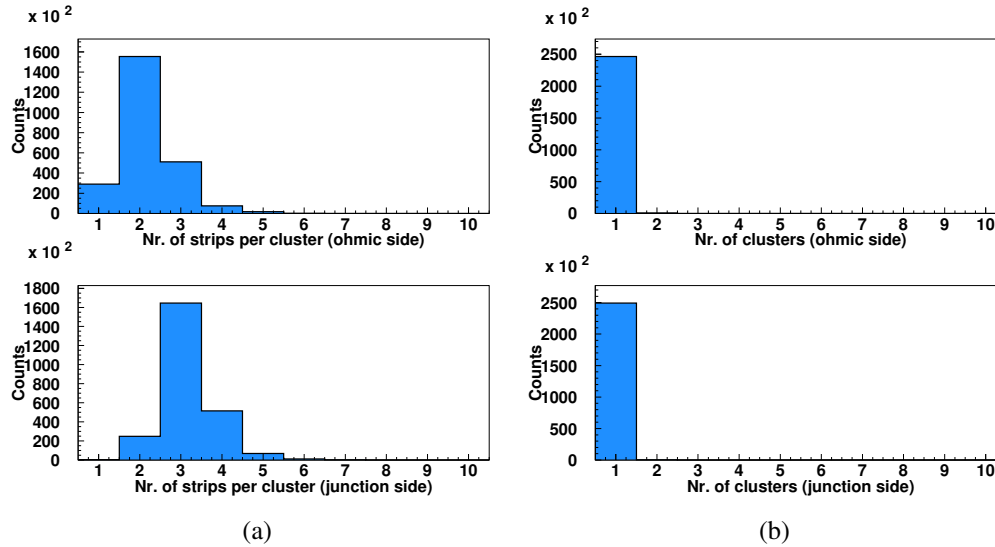 x 10 2
1600
1400
1200
1000
800
600
400
200
0
Counts
1 2 3 4 5 6 7 8 9 10
Nr. of strips per cluster (ohmic side)
x 10 2
2500
2000
1500
1000
500
0
Counts
1 2 3 4 5 6 7 8 9 10
Nr. of clusters (ohmic side)
x 10 2
1800
1600
1400
1200
1000
800
600
400
200
0
Counts
1 2 3 4 5 6 7 8 9 10
Nr. of strips per cluster (junction side)
x 10 2
2500
2000
1500
1000
500
0
Counts
1 2 3 4 5 6 7 8 9 10
Nr. of clusters (junction side)
(a)
(b)